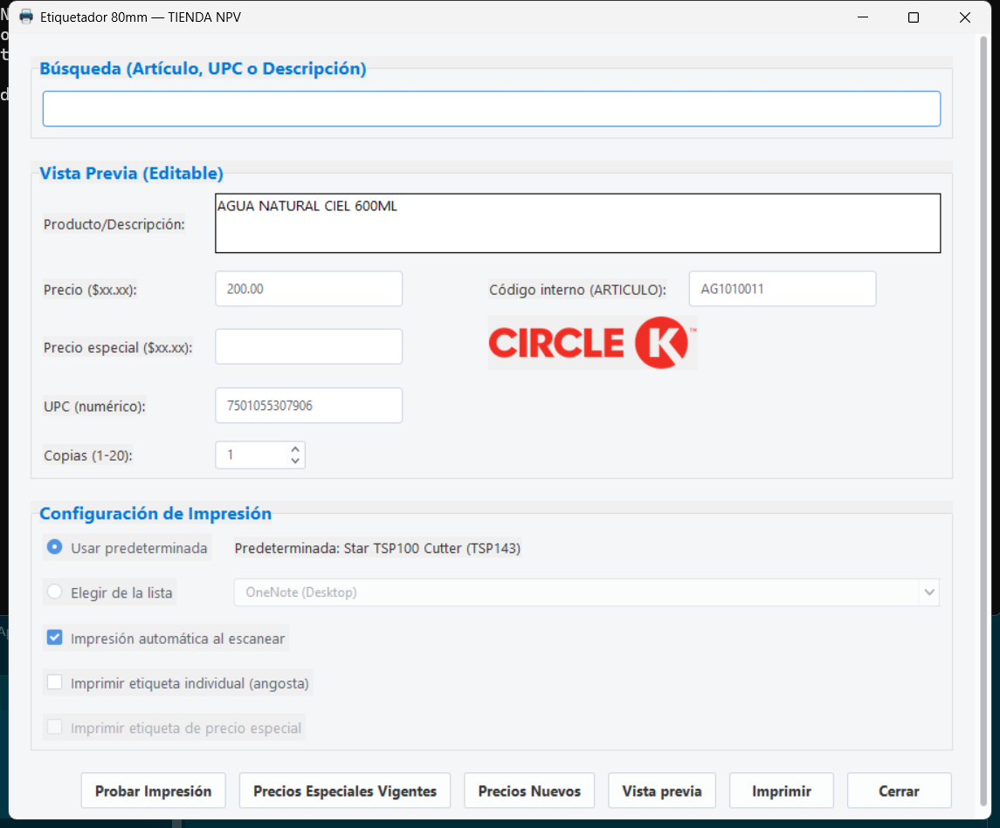 Etiquetador 80mm — TIENDA NPV
Búsqueda (Artículo, UPC o Descripción)
Vista Previa (Editable)
Producto/Descripción:
AGUA NATURAL CIEL 600ML
Precio ($xx.xx):
200.00
Código interno (ARTICULO):
AG1010011
Precio especial ($xx.xx):
CIRCLE K™
UPC (numérico):
7501055307906
Copias (1-20):
1
Configuración de Impresión
Usar predeterminada
Predeterminada: Star TSP100 Cutter (TSP143)
Elegir de la lista
OneNote (Desktop)
Impresión automática al escanear
Imprimir etiqueta individual (angosta)
Imprimir etiqueta de precio especial
Probar Impresión
Precios Especiales Vigentes
Precios Nuevos
Vista previa
Imprimir
Cerrar